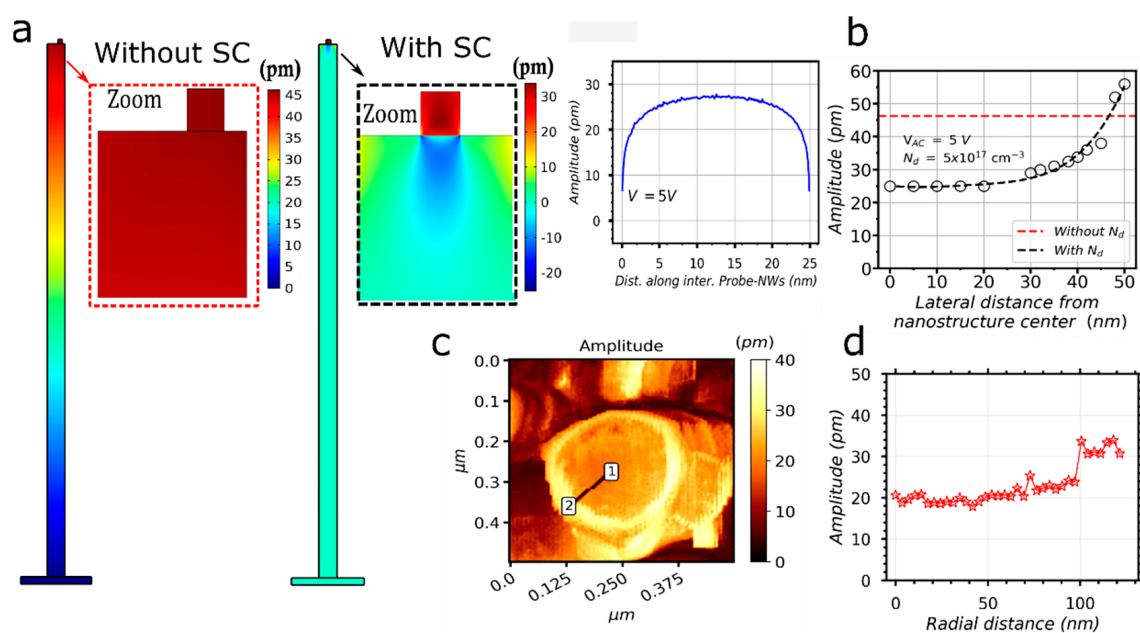 a
Without SC
(pm)
Zoom
45
40
35
30
25
20
15
10
5
0
With SC
(pm)
Zoom
30
20
10
0
-10
-20
Amplitude (pm)
30
20
10
0
V = 5V
0 5 10 15 20 25
Dist. along inter. Probe-NWs (nm)
b
Amplitude (pm)
60
50
40
30
20
10
0
V_AC = 5 V
N_d = 5x10^17 cm^-3
Without N_d
With N_d
0 10 20 30 40 50
Lateral distance from
nanostructure center (nm)
c
Amplitude
(pm)
0.0
0.1
0.2
0.3
0.4
µm
1
2
0.0 0.125 0.250 0.375
µm
40
30
20
10
0
d
Amplitude (pm)
50
40
30
20
10
0
0 50 100
Radial distance (nm)